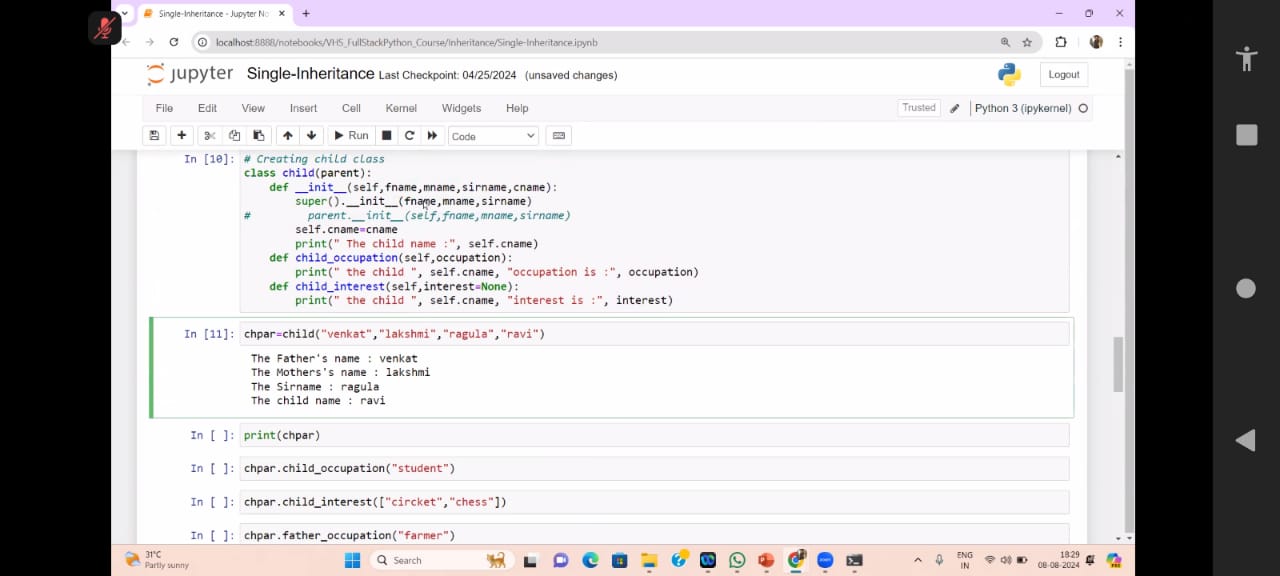 Single-Inheritance - Jupyter No
localhost:8888/notebooks/VHS_FullStackPython_Course/Inheritance/Single-Inheritance.ipynb
jupyter Single-Inheritance Last Checkpoint: 04/25/2024 (unsaved changes)
Logout
File Edit View Insert Cell Kernel Widgets Help
Trusted Python 3 (ipykernel)
Run Code
In [10]: # Creating child class
class child(parent):
def __init__(self,fname,mname,sirname,cname):
super().__init__(fname,mname,sirname)
# parent.__init__(self,fname,mname,sirname)
self.cname=cname
print(" The child name :", self.cname)
def child_occupation(self,occupation):
print(" the child ", self.cname, "occupation is :", occupation)
def child_interest(self,interest=None):
print(" the child ", self.cname, "interest is :", interest)
In [11]: chpar=child("venkat","lakshmi","ragula","ravi")
The Father's name : venkat
The Mothers's name : lakshmi
The Sirname : ragula
The child name : ravi
In [ ]: print(chpar)
In [ ]: chpar.child_occupation("student")
In [ ]: chpar.child_interest(["circket","chess"])
In [ ]: chpar.father_occupation("farmer")
31°C
Partly sunny
Search
ENG
IN
18:29
08-08-2024